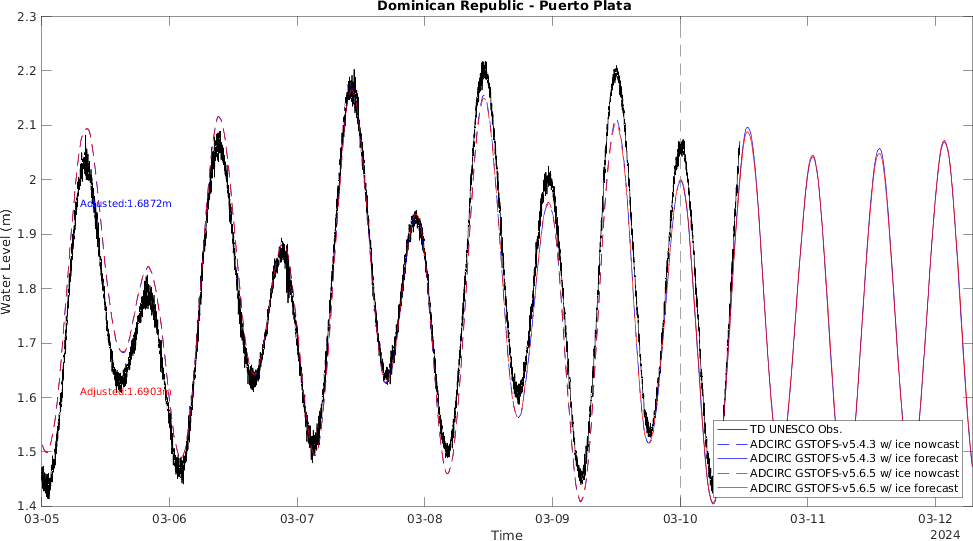 Dominican Republic - Puerto Plata
2.3
2.2
2.1
2
1.9
1.8
1.7
1.6
1.5
1.4
Water Level (m)
Adjusted:1.6872m
Adjusted:1.6903m
TD UNESCO Obs.
ADCIRC GSTOFS-v5.4.3 w/ ice nowcast
ADCIRC GSTOFS-v5.4.3 w/ ice forecast
ADCIRC GSTOFS-v5.6.5 w/ ice nowcast
ADCIRC GSTOFS-v5.6.5 w/ ice forecast
03-05 03-06 03-07 03-08 03-09 03-10 03-11 03-12
Time
2024